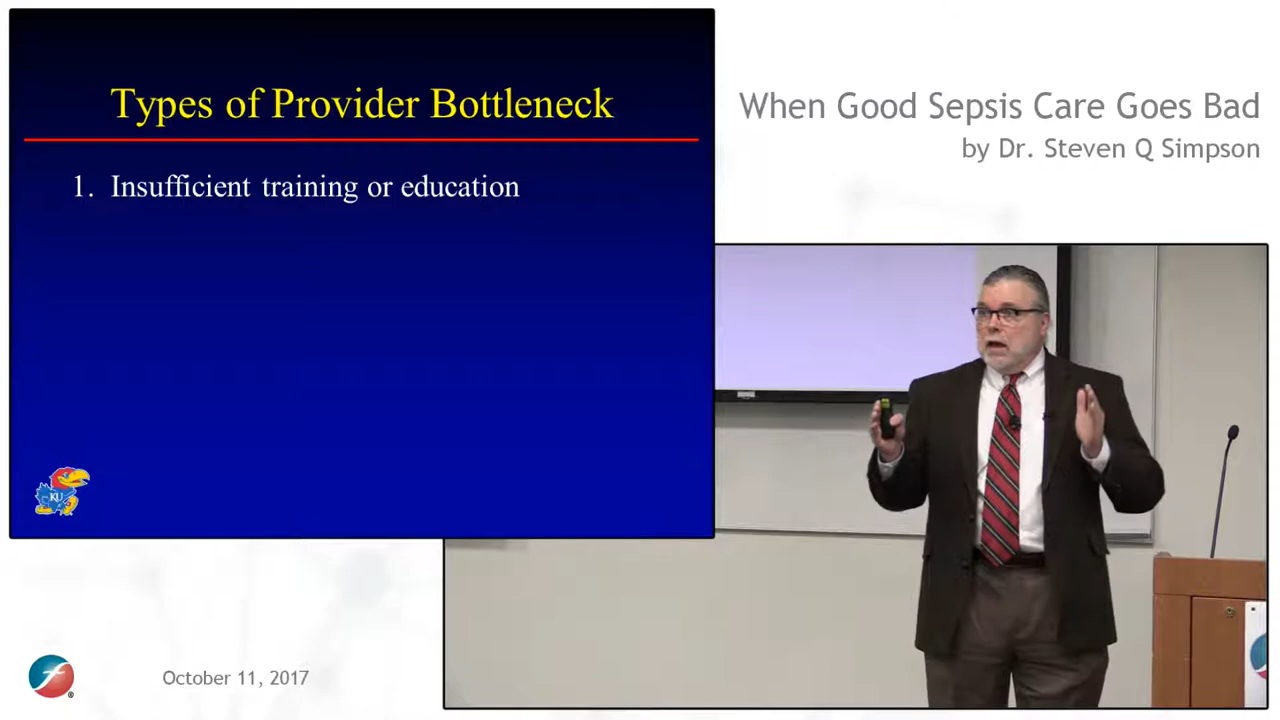 Types of Provider Bottleneck
1. Insufficient training or education
KU
When Good Sepsis Care Goes Bad
by Dr. Steven Q Simpson
October 11, 2017
®